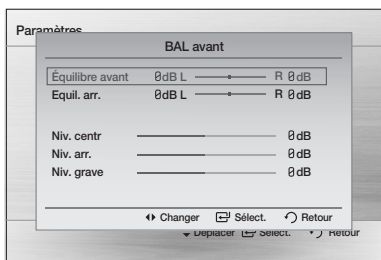 Paramètres
BAL avant
Équilibre avant 0dB L R 0dB
Equil. arr. 0dB L R 0dB
Niv. centr 0dB
Niv. arr. 0dB
Niv. grave 0dB
Changer Sélect. Retour
Déplacer Sélect. Retour